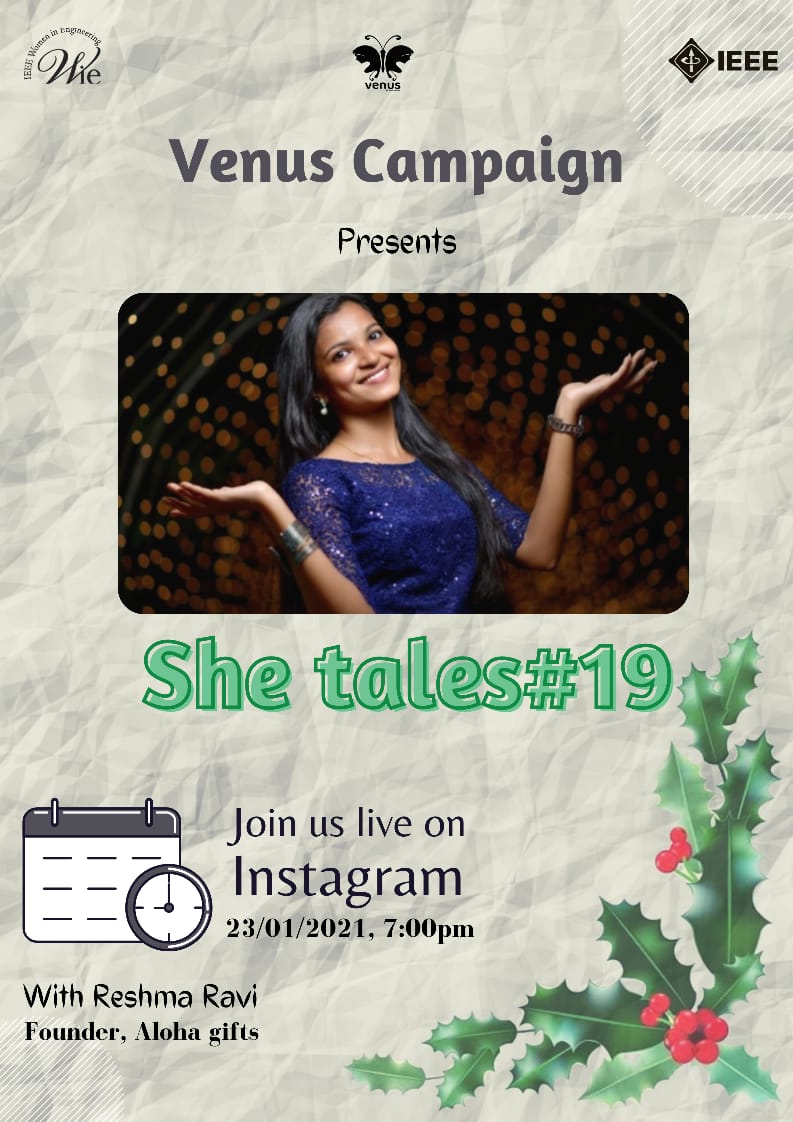 IEEE Women in Engineering
Wie
venus
IEEE
Venus Campaign
Presents
She tales#19
Join us live on
Instagram
23/01/2021, 7:00pm
With Reshma Ravi
Founder, Aloha gifts